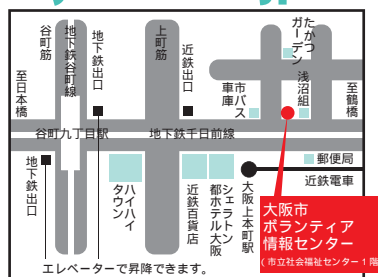 谷町筋
地下鉄谷町線
地下鉄出口
上町筋
近鉄出口
たかつ
ガーデン
市バス
車庫
浅沼組
至日本橋
至鶴橋
谷町九丁目駅
地下鉄千日前線
地下鉄出口
ハイハイ
タウン
近鉄百貨店
シェラトン
都ホテル大阪
大阪上本町駅
郵便局
近鉄電車
大阪市
ボランティア
情報センター
(市立社会福祉センター1階
エレベーターで昇降できます。